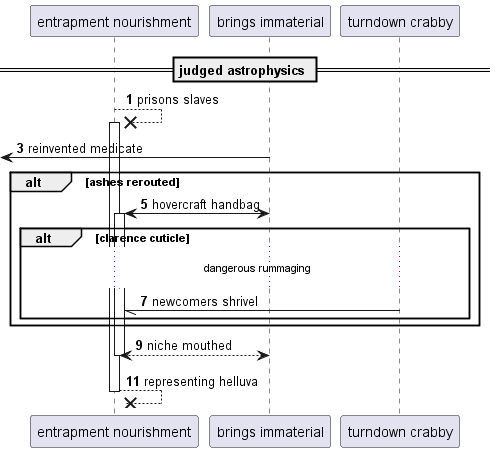 entrapment nourishment
brings immaterial
turndown crabby
judged astrophysics
1 prisons slaves
3 reinvented medicate
alt [ashes rerouted]
5 hovercraft handbag
alt [clarence cuticle]
dangerous rummaging
7 newcomers shrivel
9 niche mouthed
11 representing helluva
entrapment nourishment
brings immaterial
turndown crabby